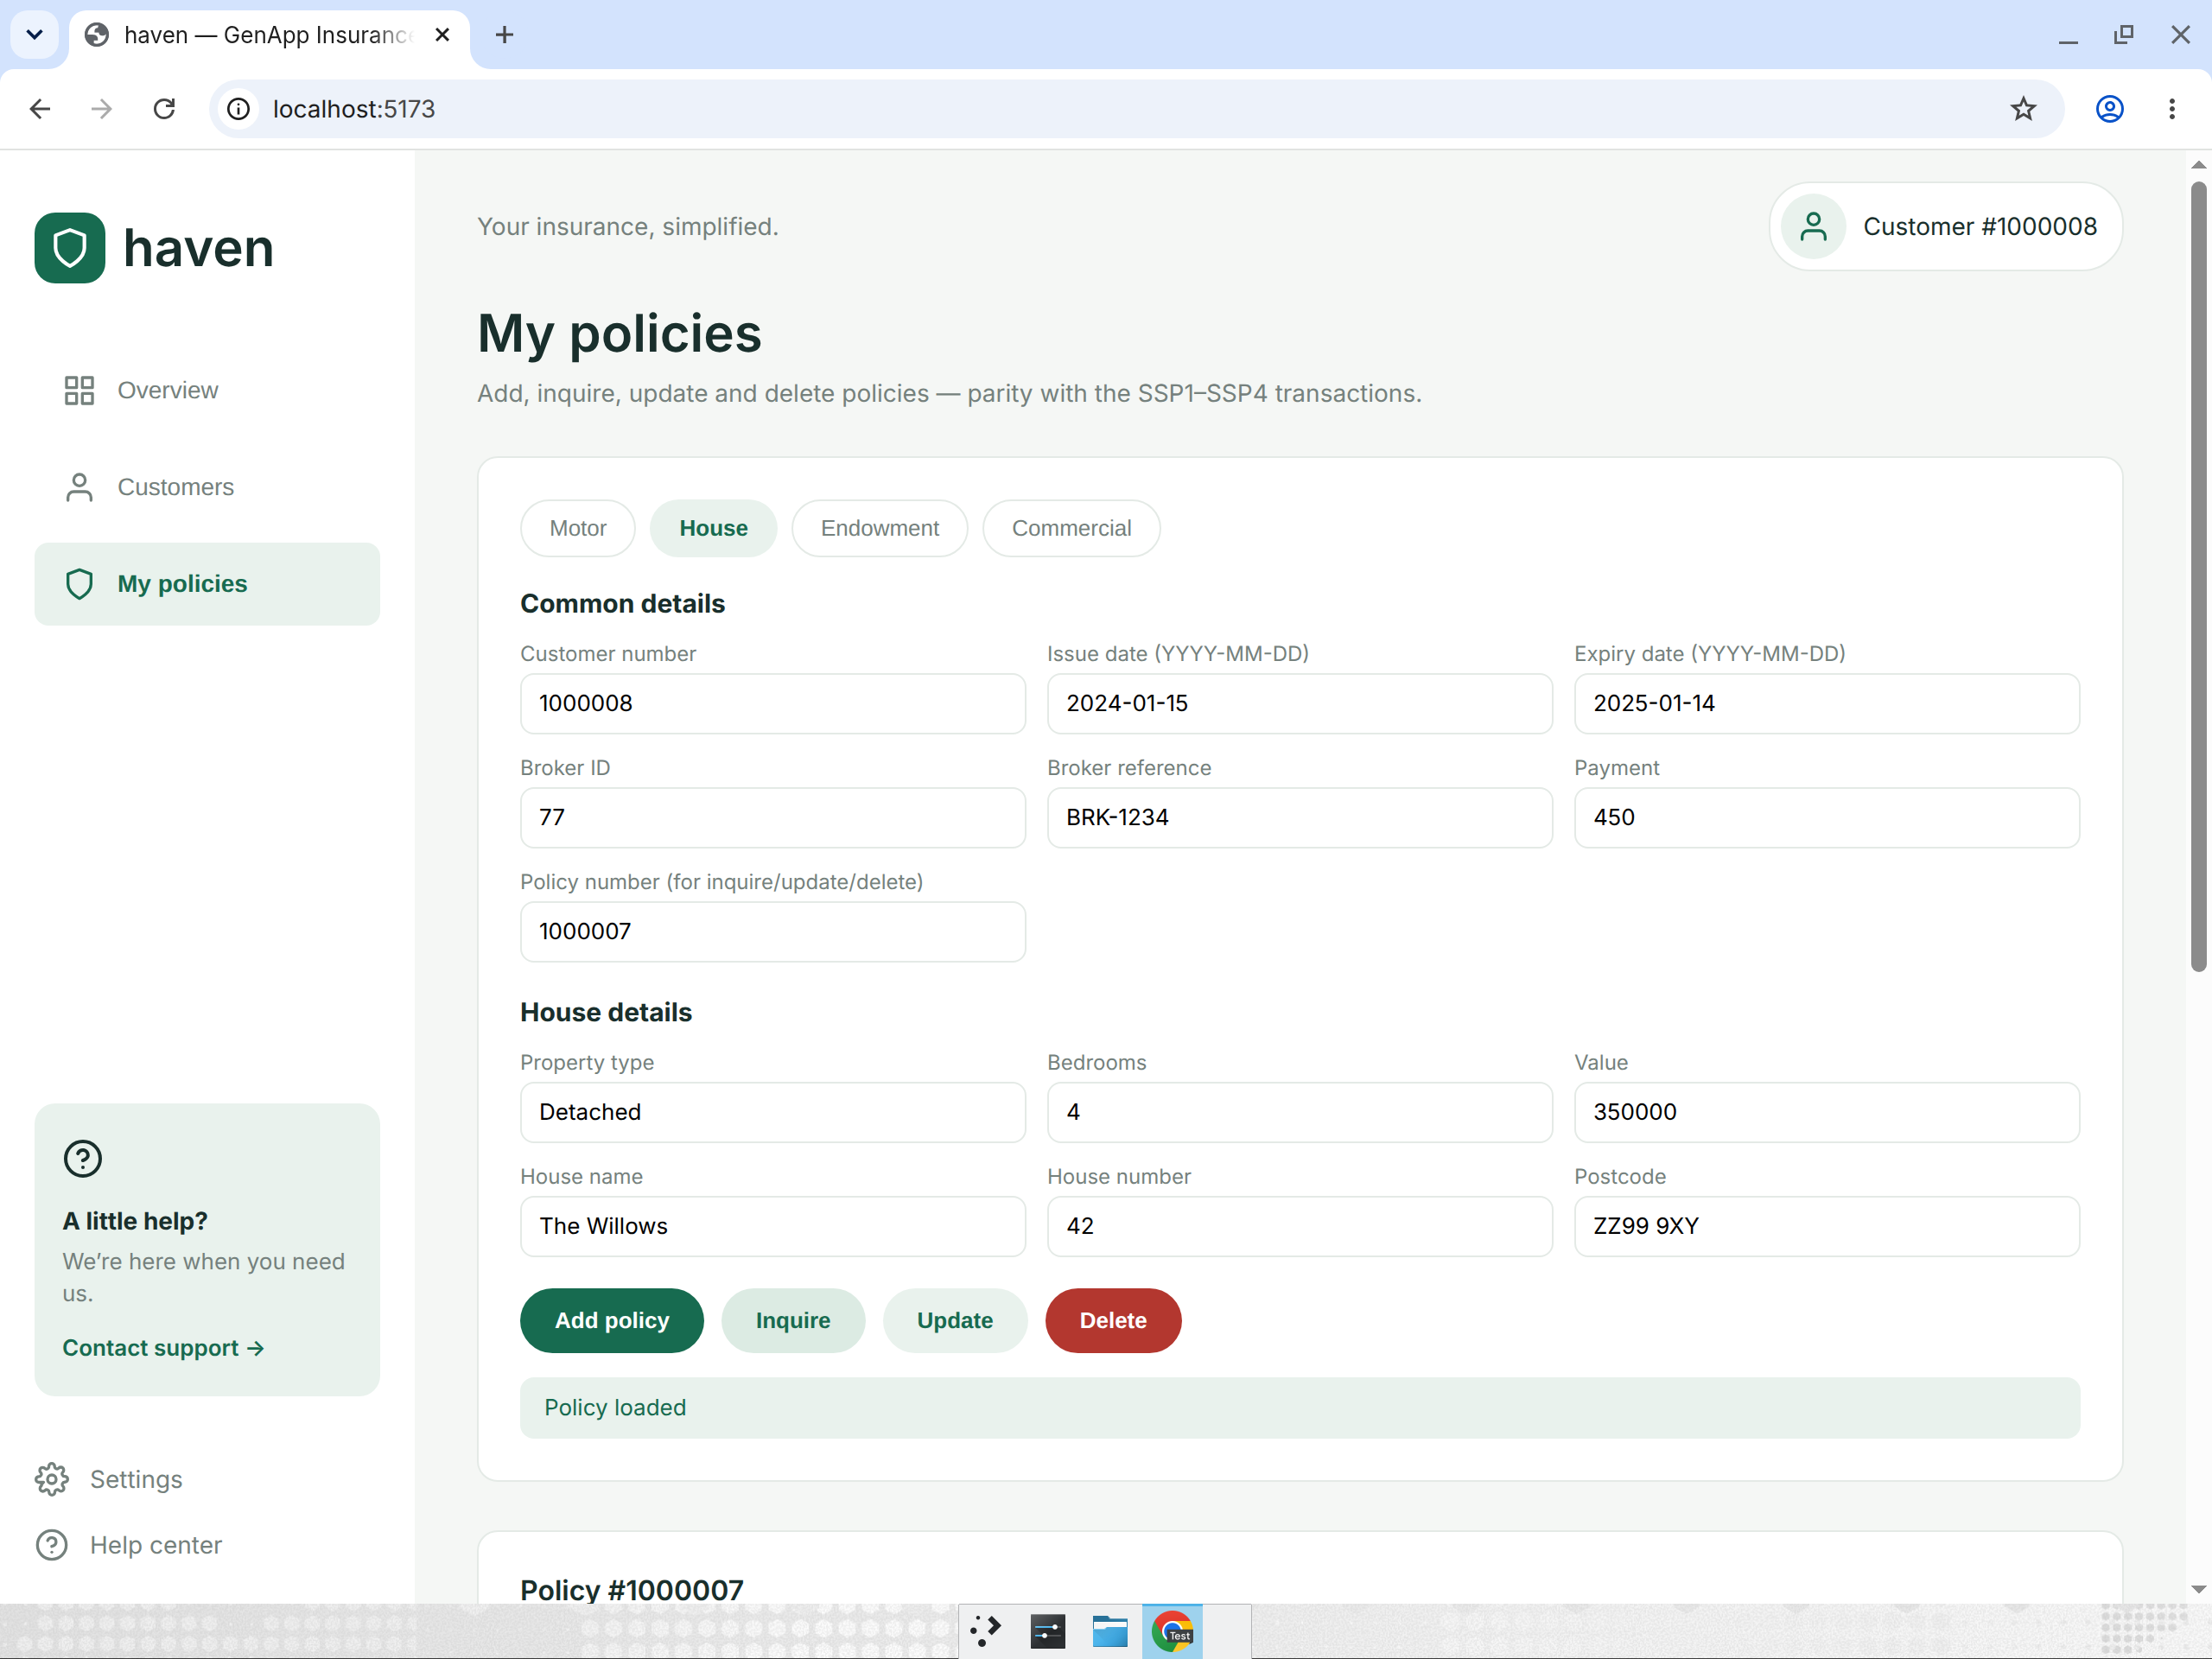 haven — GenApp Insurance
localhost:5173
haven
Overview
Customers
My policies
A little help?
We’re here when you need
us.
Contact support →
Settings
Help center
Your insurance, simplified.
Customer #1000008
My policies
Add, inquire, update and delete policies — parity with the SSP1–SSP4 transactions.
Motor House Endowment Commercial
Common details
Customer number Issue date (YYYY-MM-DD) Expiry date (YYYY-MM-DD)
1000008 2024-01-15 2025-01-14
Broker ID Broker reference Payment
77 BRK-1234 450
Policy number (for inquire/update/delete)
1000007
House details
Property type Bedrooms Value
Detached 4 350000
House name House number Postcode
The Willows 42 ZZ99 9XY
Add policy Inquire Update Delete
Policy loaded
Policy #1000007
Test